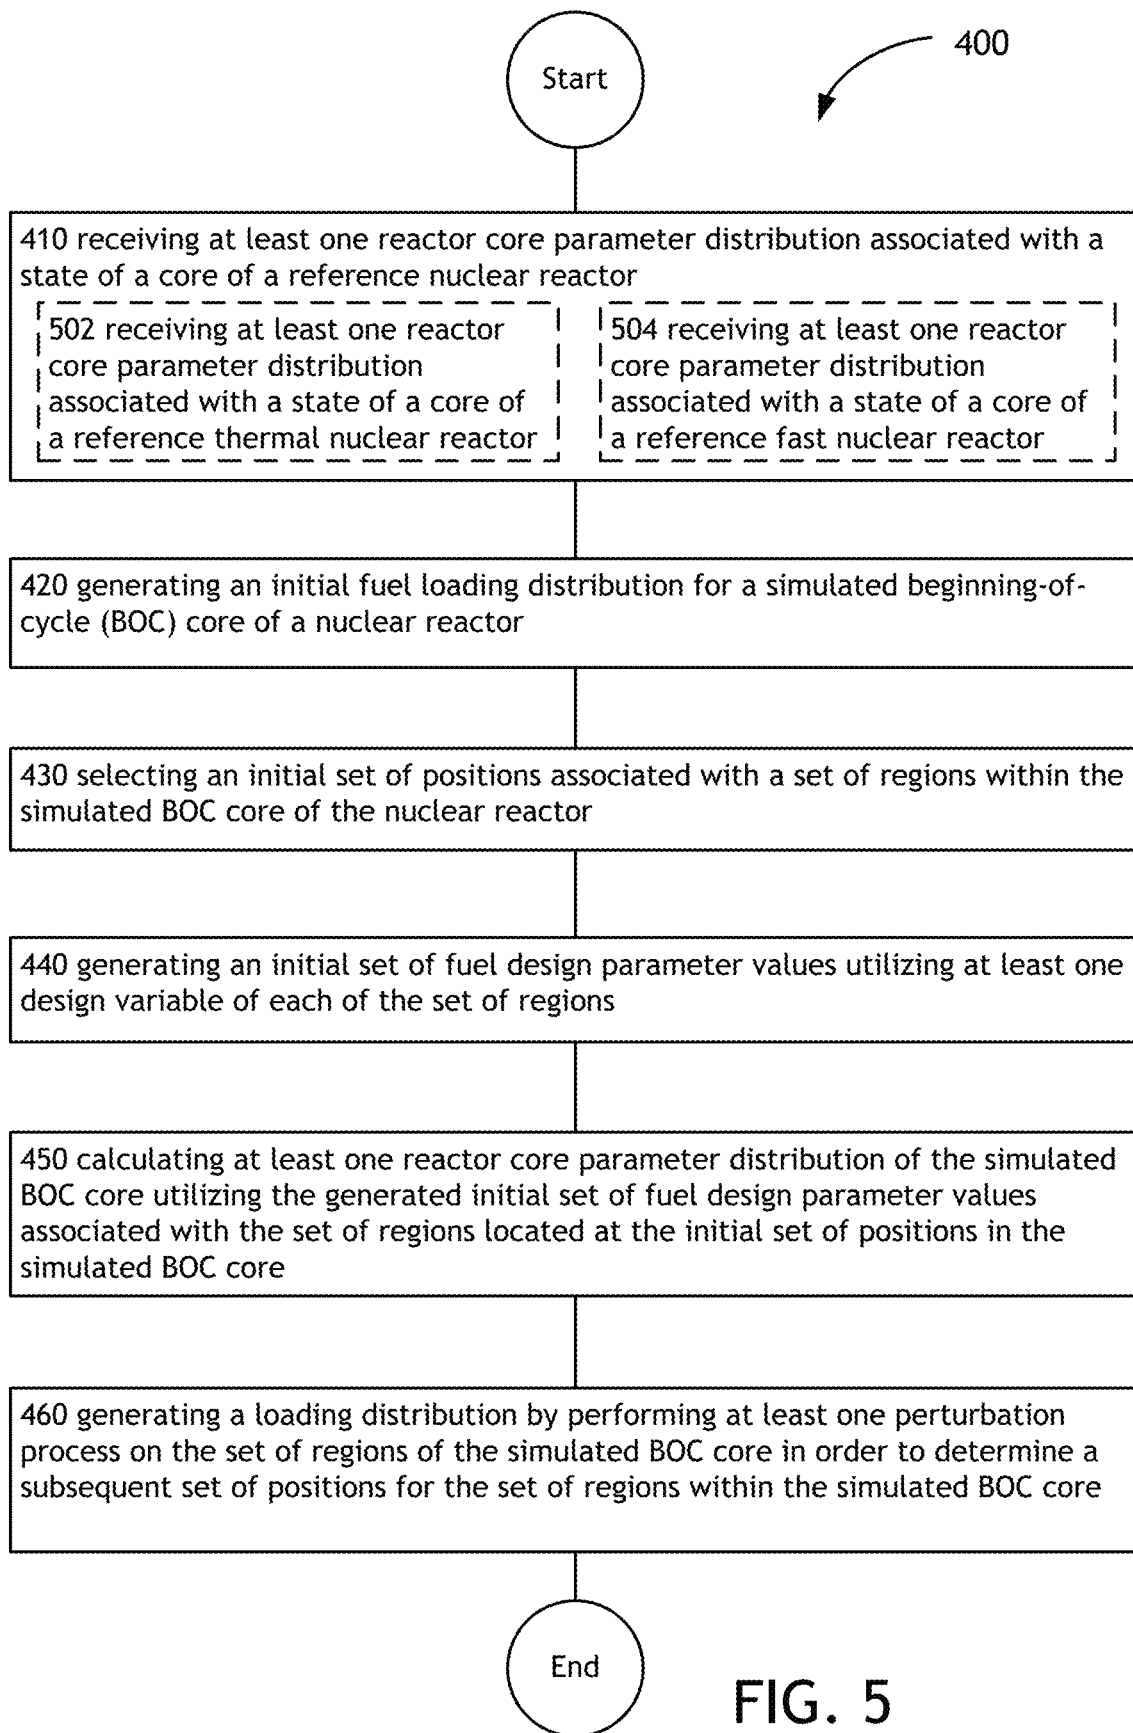 400
Start
410 receiving at least one reactor core parameter distribution associated with a
state of a core of a reference nuclear reactor
502 receiving at least one reactor
core parameter distribution
associated with a state of a core of
a reference thermal nuclear reactor
504 receiving at least one reactor
core parameter distribution
associated with a state of a core of
a reference fast nuclear reactor
420 generating an initial fuel loading distribution for a simulated beginning-of-
cycle (BOC) core of a nuclear reactor
430 selecting an initial set of positions associated with a set of regions within the
simulated BOC core of the nuclear reactor
440 generating an initial set of fuel design parameter values utilizing at least one
design variable of each of the set of regions
450 calculating at least one reactor core parameter distribution of the simulated
BOC core utilizing the generated initial set of fuel design parameter values
associated with the set of regions located at the initial set of positions in the
simulated BOC core
460 generating a loading distribution by performing at least one perturbation
process on the set of regions of the simulated BOC core in order to determine a
subsequent set of positions for the set of regions within the simulated BOC core
End
FIG. 5